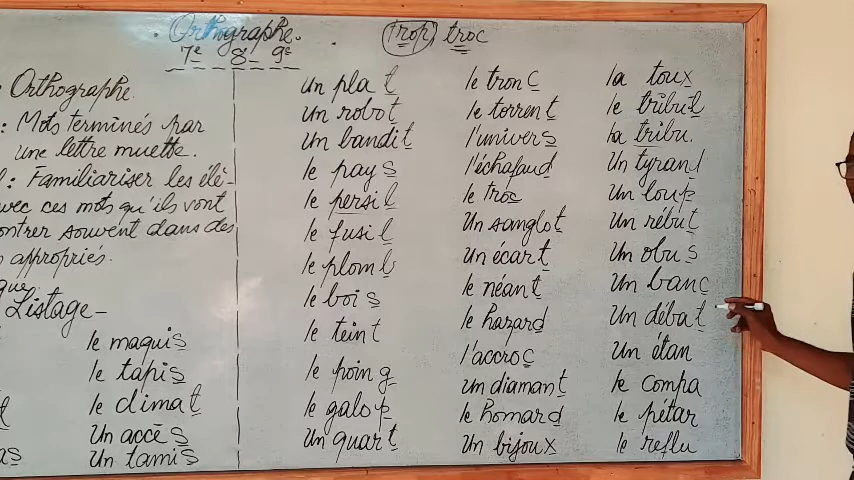 Orthographe.
7e 8e 9e
trop troc
Orthographe.
: Mots terminés par
une lettre muette.
: Familiariser les élè-
avec ces mots qu'ils vont
ontrer souvent dans des
appropriés.
que
Listage-
le maquis
le tapis
le climat
Un accès
Un tamis
un plat
un robot
un bandit
le pays
le persil
le fusil
le plomb
le bois
le teint
le poing
le galop
Un quart
le tronc
le torrent
l'univers
l'échafaud
le troc
Un sanglot
un écart
le néant
le hazard
l'accroc
un diamant
le homard
Un bijoux
la toux
le tribut
la tribu.
Un tyran
Un loup
Un rébut
Un obus
Un banc
Un débat
Un étan
le compa
le pétar
le reflu